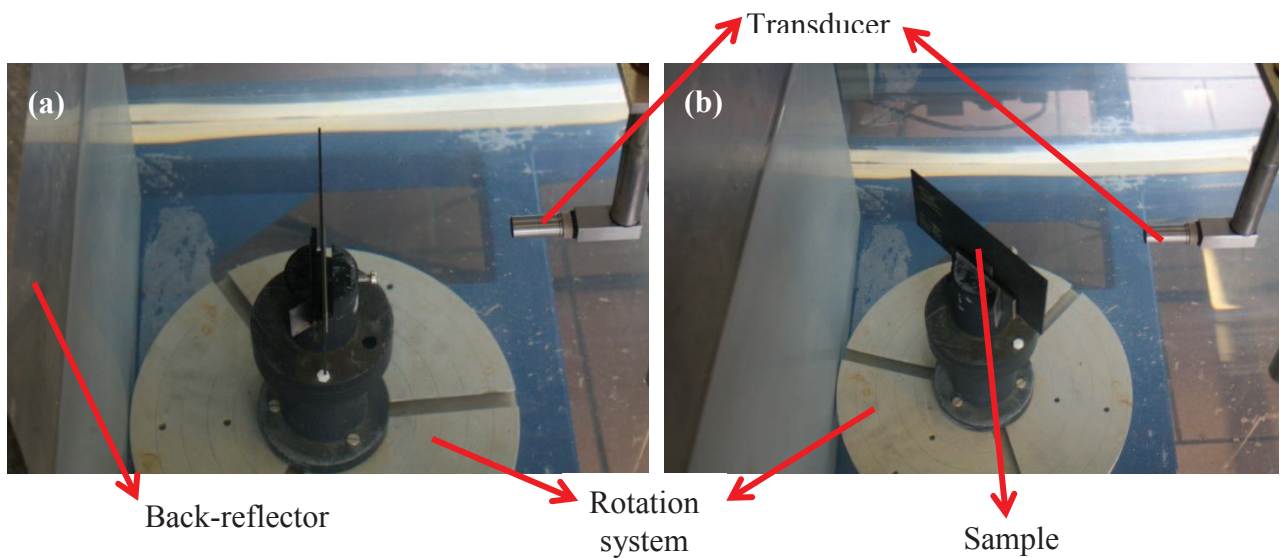 Transducer
(a)
(b)
Back-reflector
Rotation
system
Sample